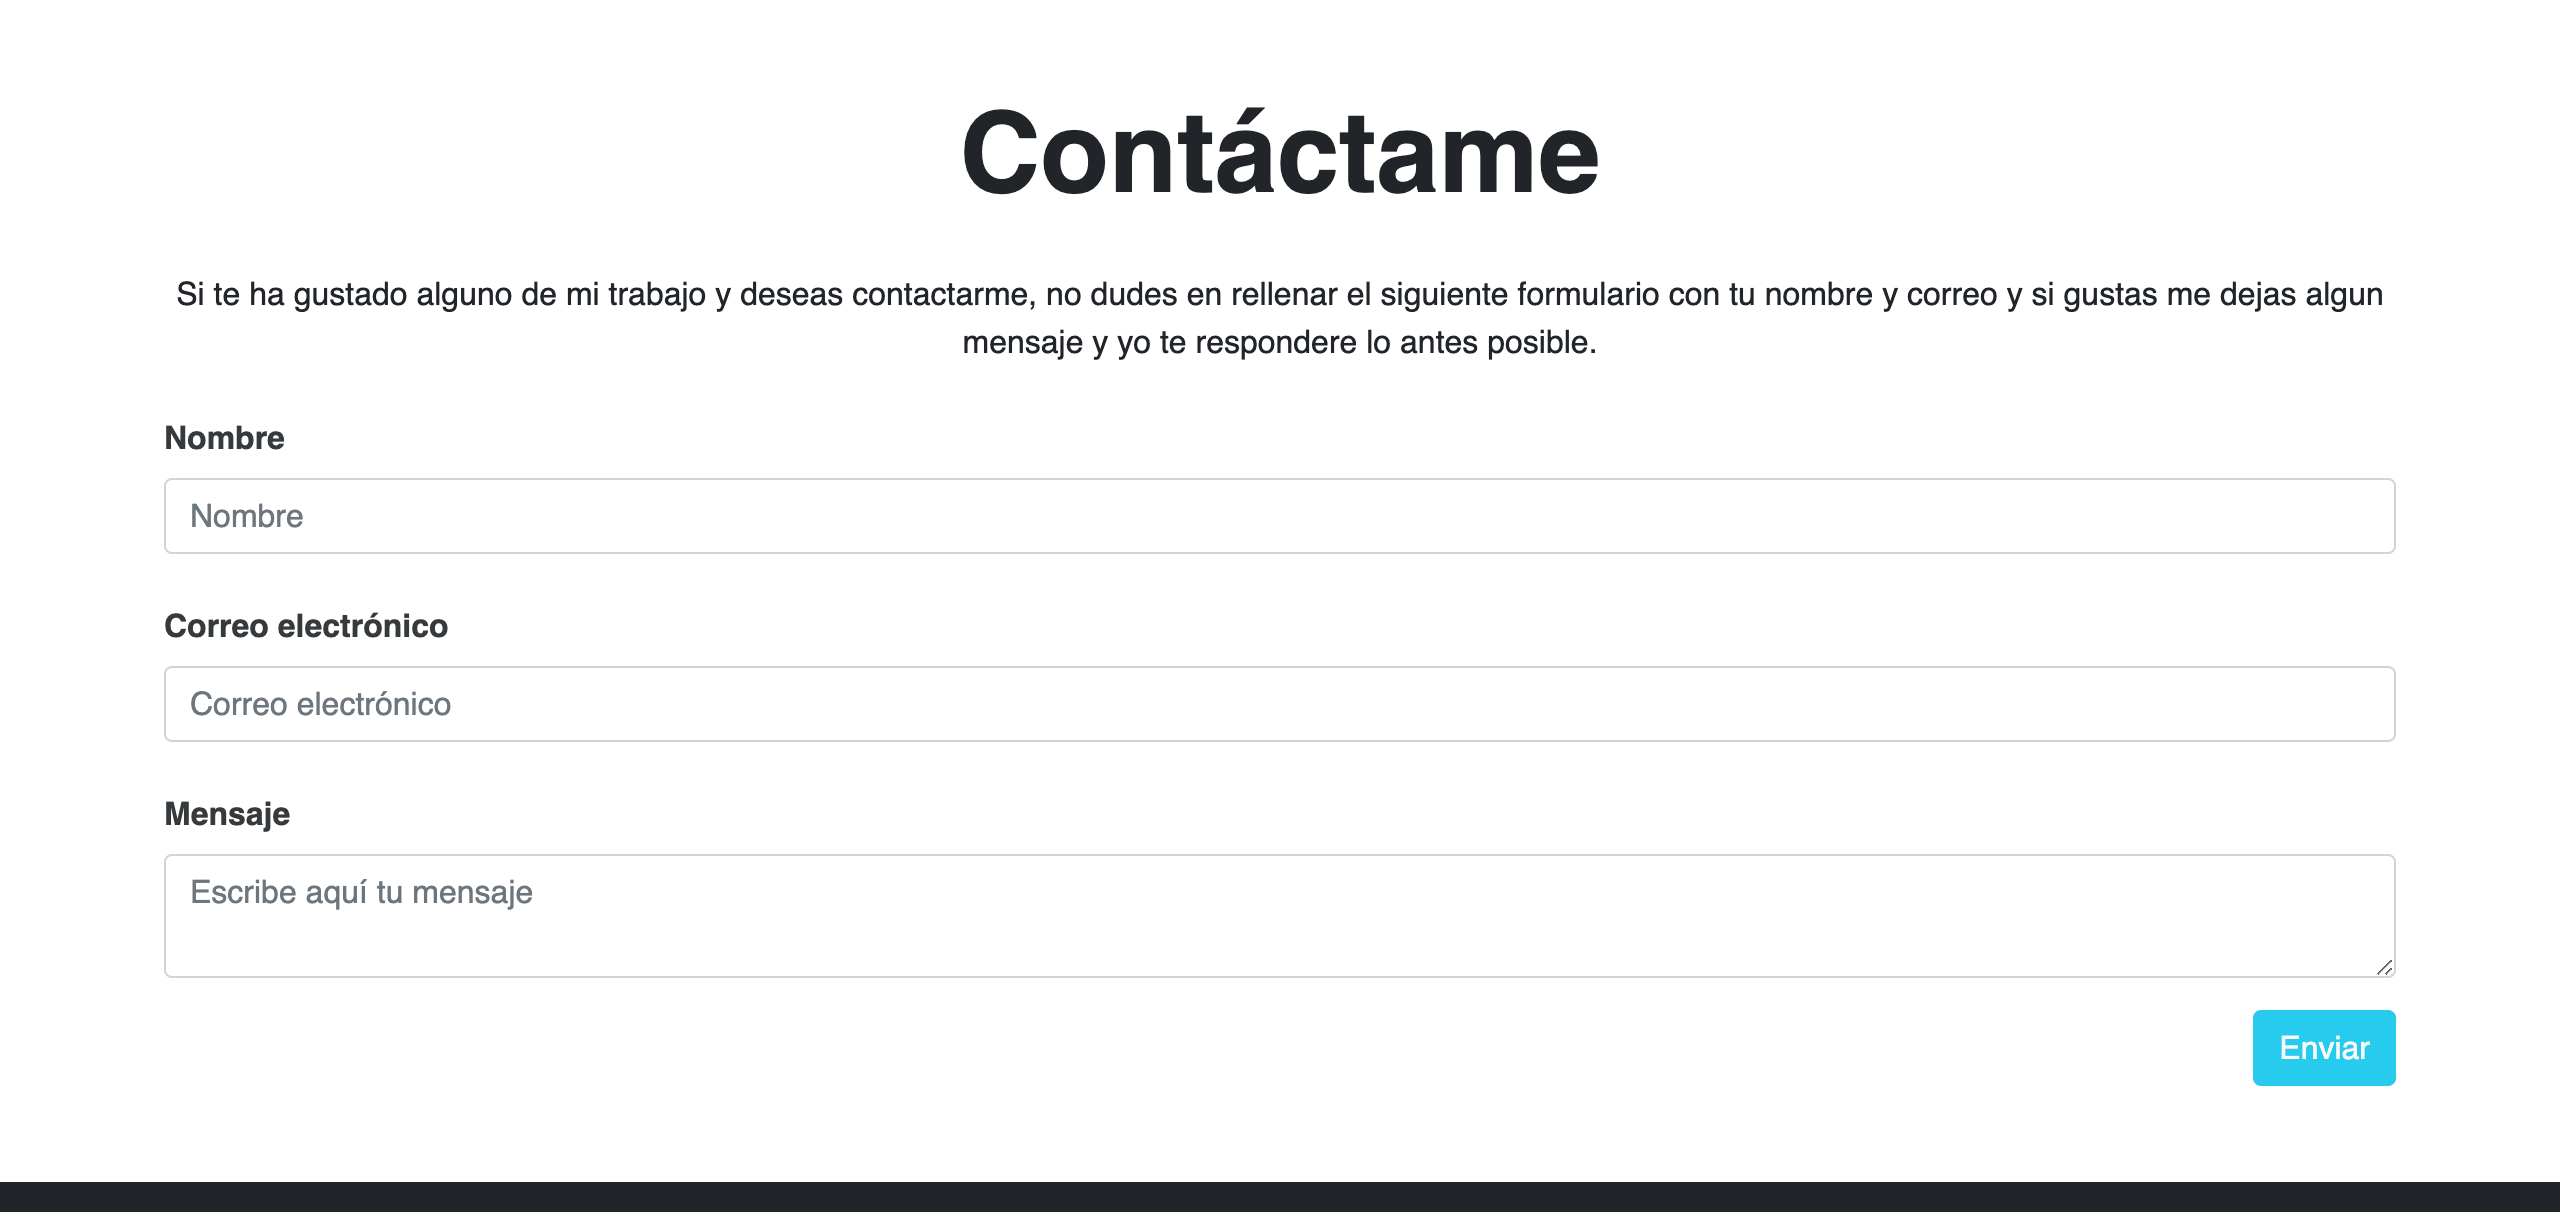 Contáctame
Si te ha gustado alguno de mi trabajo y deseas contactarme, no dudes en rellenar el siguiente formulario con tu nombre y correo y si gustas me dejas algun
mensaje y yo te respondere lo antes posible.
Nombre
Nombre
Correo electrónico
Correo electrónico
Mensaje
Escribe aquí tu mensaje
Enviar